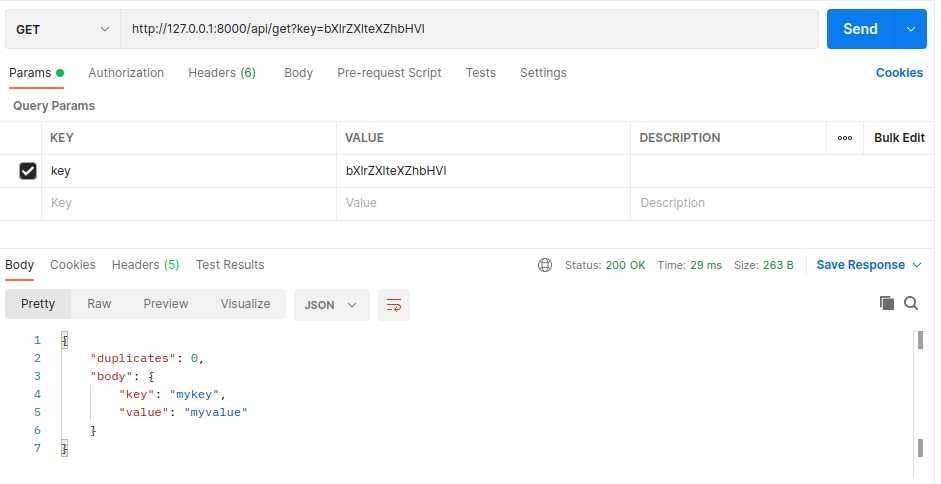 GET http://127.0.0.1:8000/api/get?key=bXlrZXlteXZhbHVl Send
Params Authorization Headers (6) Body Pre-request Script Tests Settings Cookies
Query Params
KEY VALUE DESCRIPTION ooo Bulk Edit
key bXlrZXlteXZhbHVl
Key Value Description
Body Cookies Headers (5) Test Results Status: 200 OK Time: 29 ms Size: 263 B Save Response
Pretty Raw Preview Visualize JSON
1 {
2 "duplicates": 0,
3 "body": {
4 "key": "mykey",
5 "value": "myvalue"
6 }
7 }